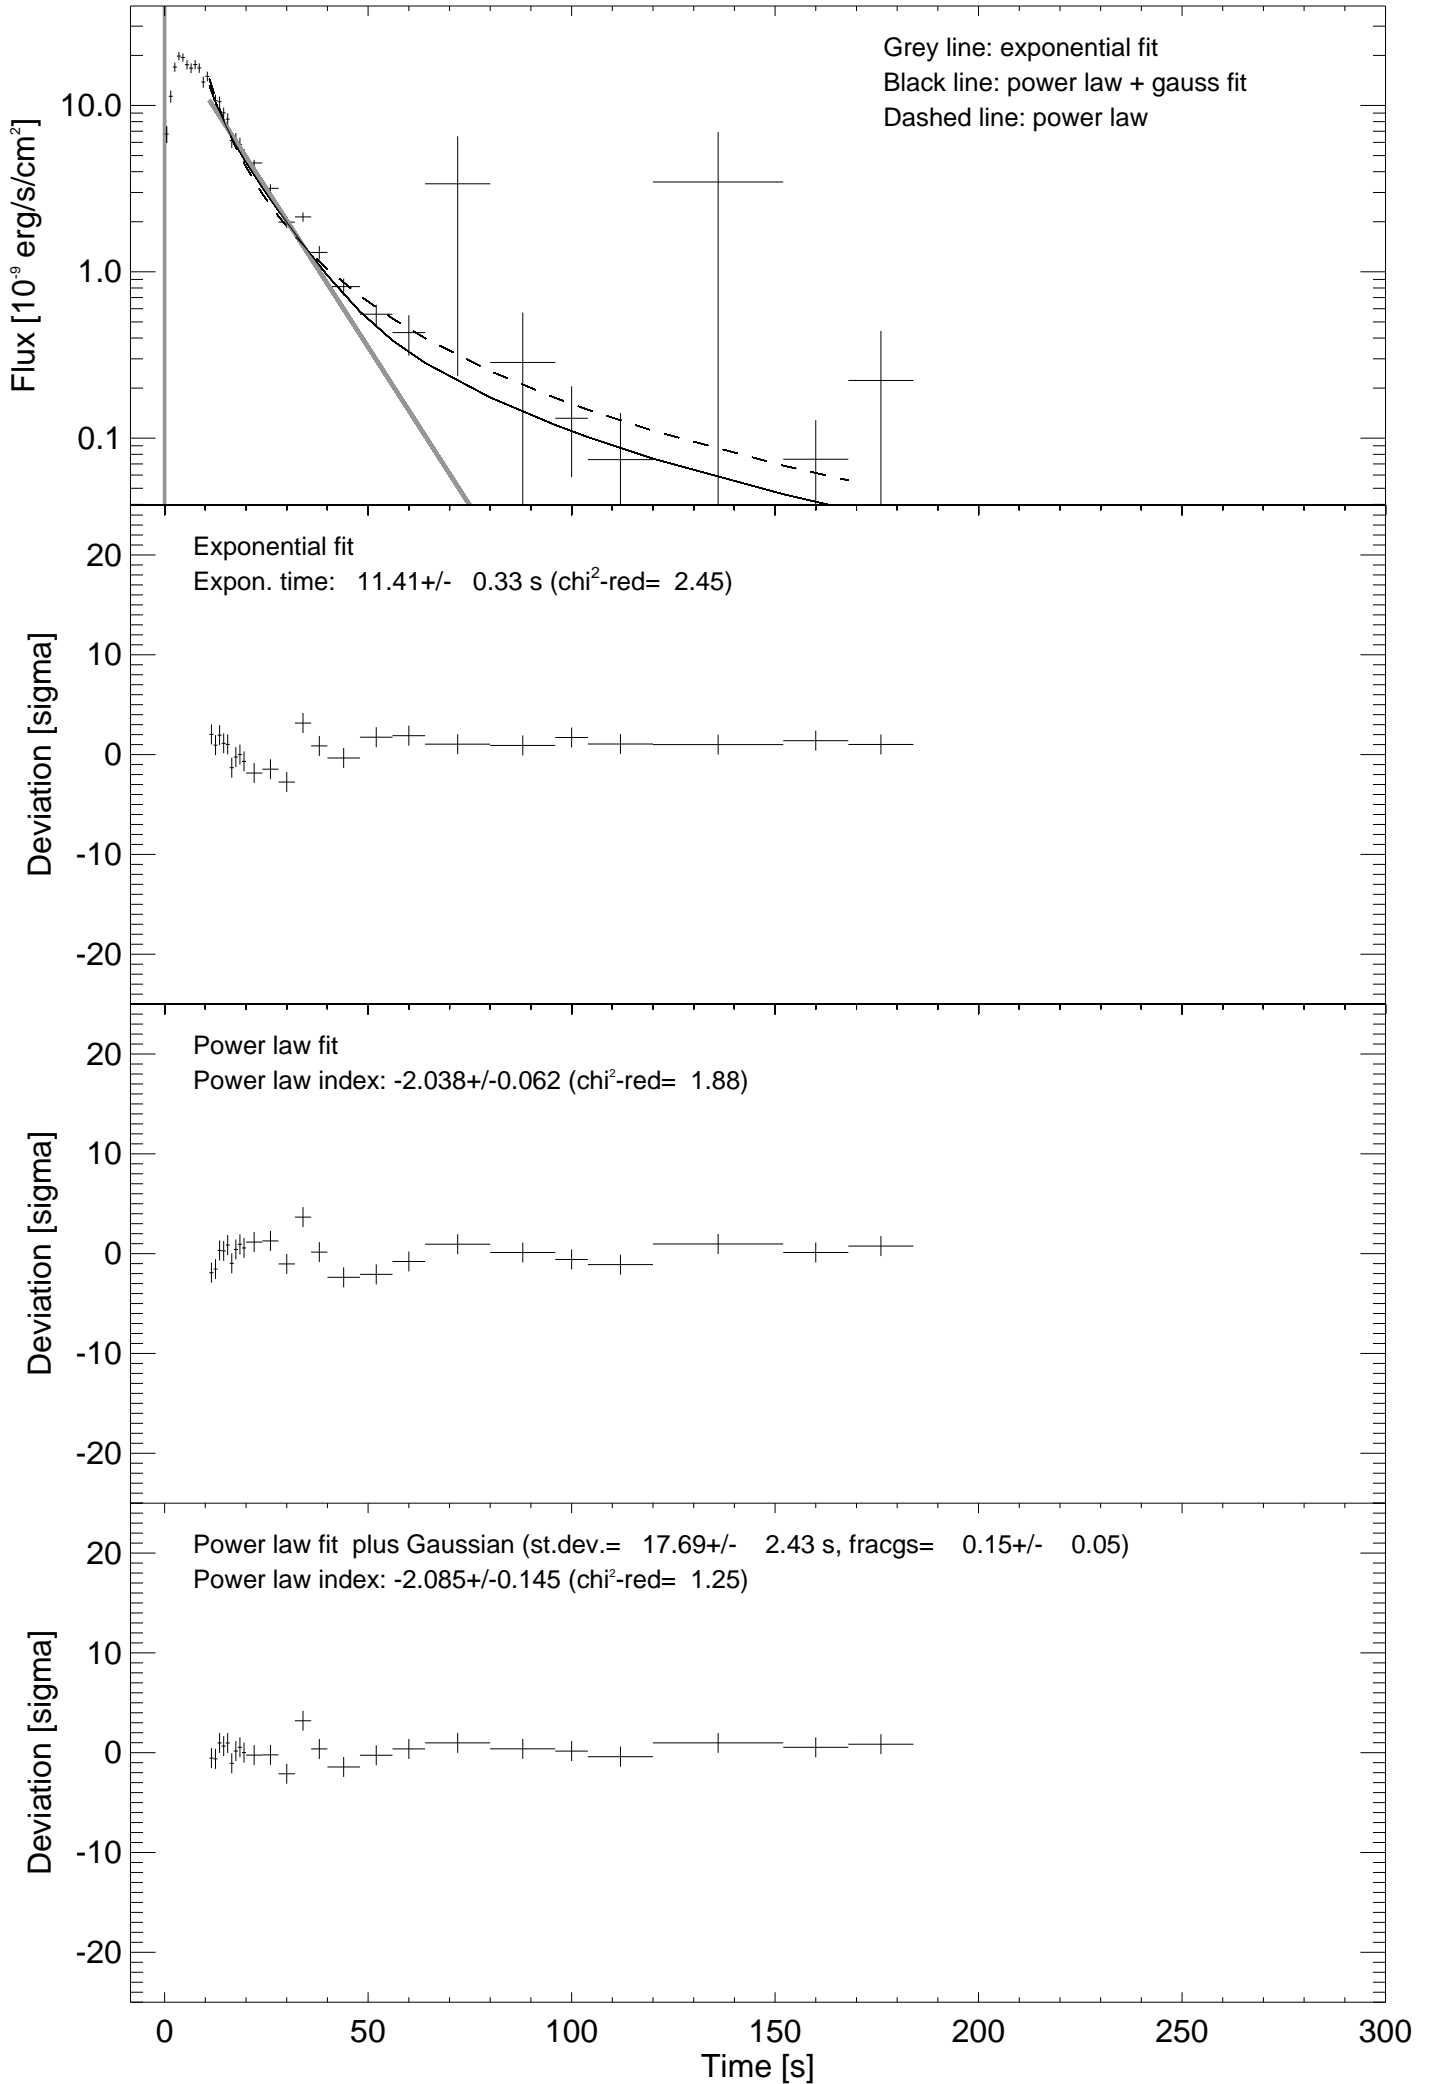 Grey line: exponential fit
Black line: power law + gauss fit
Dashed line: power law
Flux [10⁻⁹ erg/s/cm²]
10.0
1.0
0.1
Exponential fit
Expon. time: 11.41+/- 0.33 s (chi²-red= 2.45)
Deviation [sigma]
20
10
0
-10
-20
Power law fit
Power law index: -2.038+/-0.062 (chi²-red= 1.88)
Deviation [sigma]
20
10
0
-10
-20
Power law fit plus Gaussian (st.dev.= 17.69+/- 2.43 s, fracgs= 0.15+/- 0.05)
Power law index: -2.085+/-0.145 (chi²-red= 1.25)
Deviation [sigma]
20
10
0
-10
-20
0 50 100 150 200 250 300
Time [s]